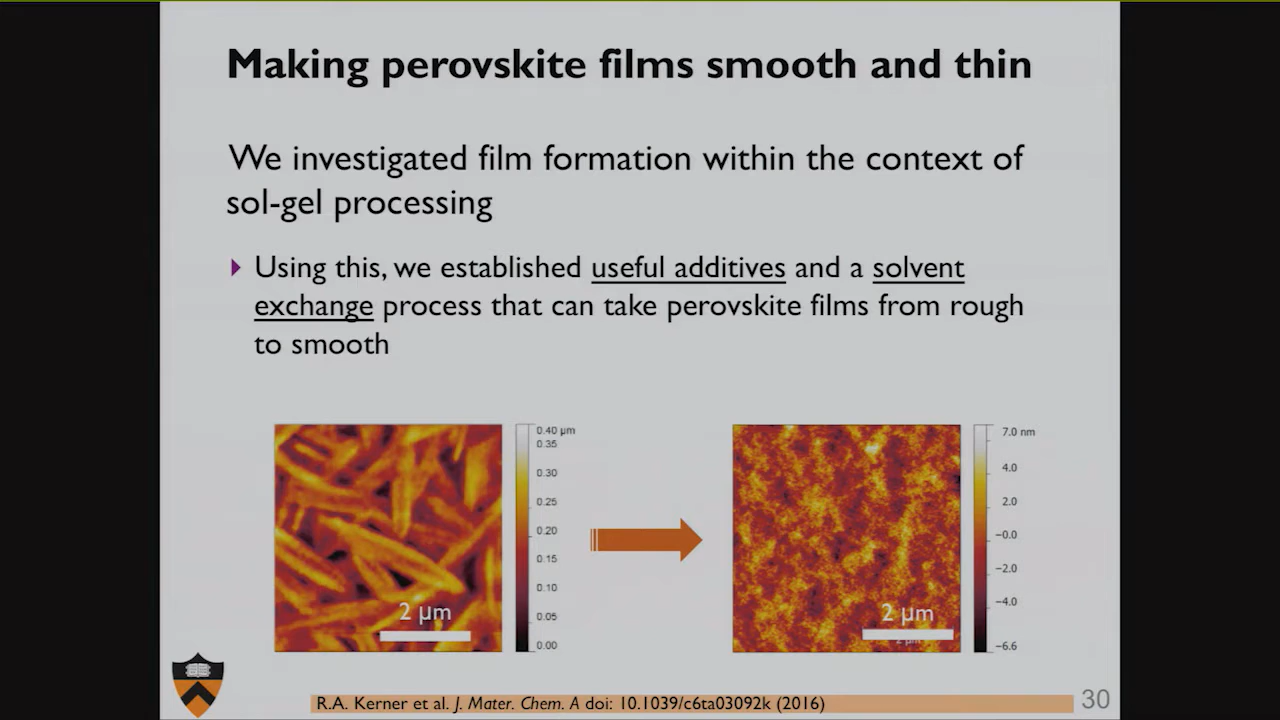 Making perovskite films smooth and thin
We investigated film formation within the context of
sol-gel processing
Using this, we established useful additives and a solvent
exchange process that can take perovskite films from rough
to smooth
0.40 µm
0.35
0.30
0.25
0.20
0.15
0.10
0.05
0.00
2 µm
7.0 nm
4.0
2.0
−0.0
−2.0
−4.0
−6.6
2 µm
2 µm
R.A. Kerner et al. J. Mater. Chem. A doi: 10.1039/c6ta03092k (2016)
30